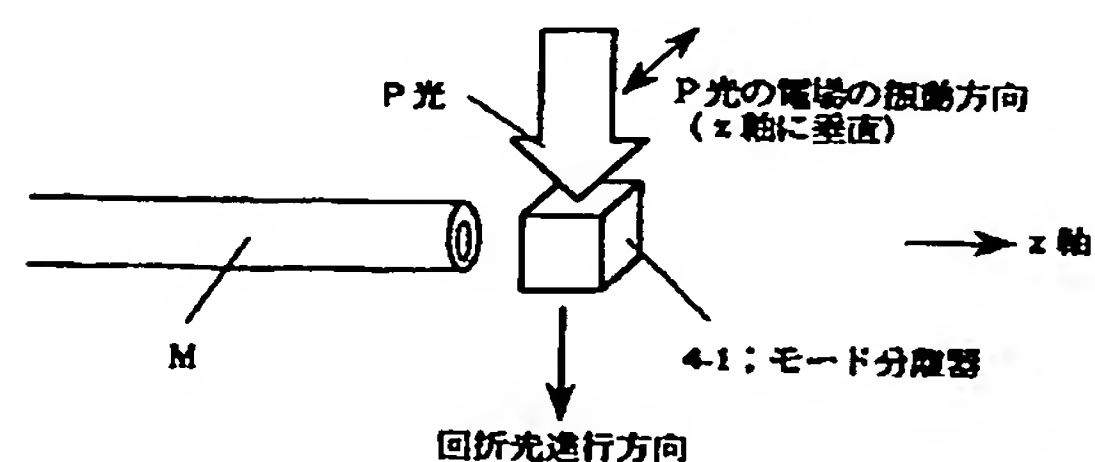 P光
P光の電場の振動方向
(z軸に垂直)
z軸
M
4-1;モード分離器
回折光進行方向